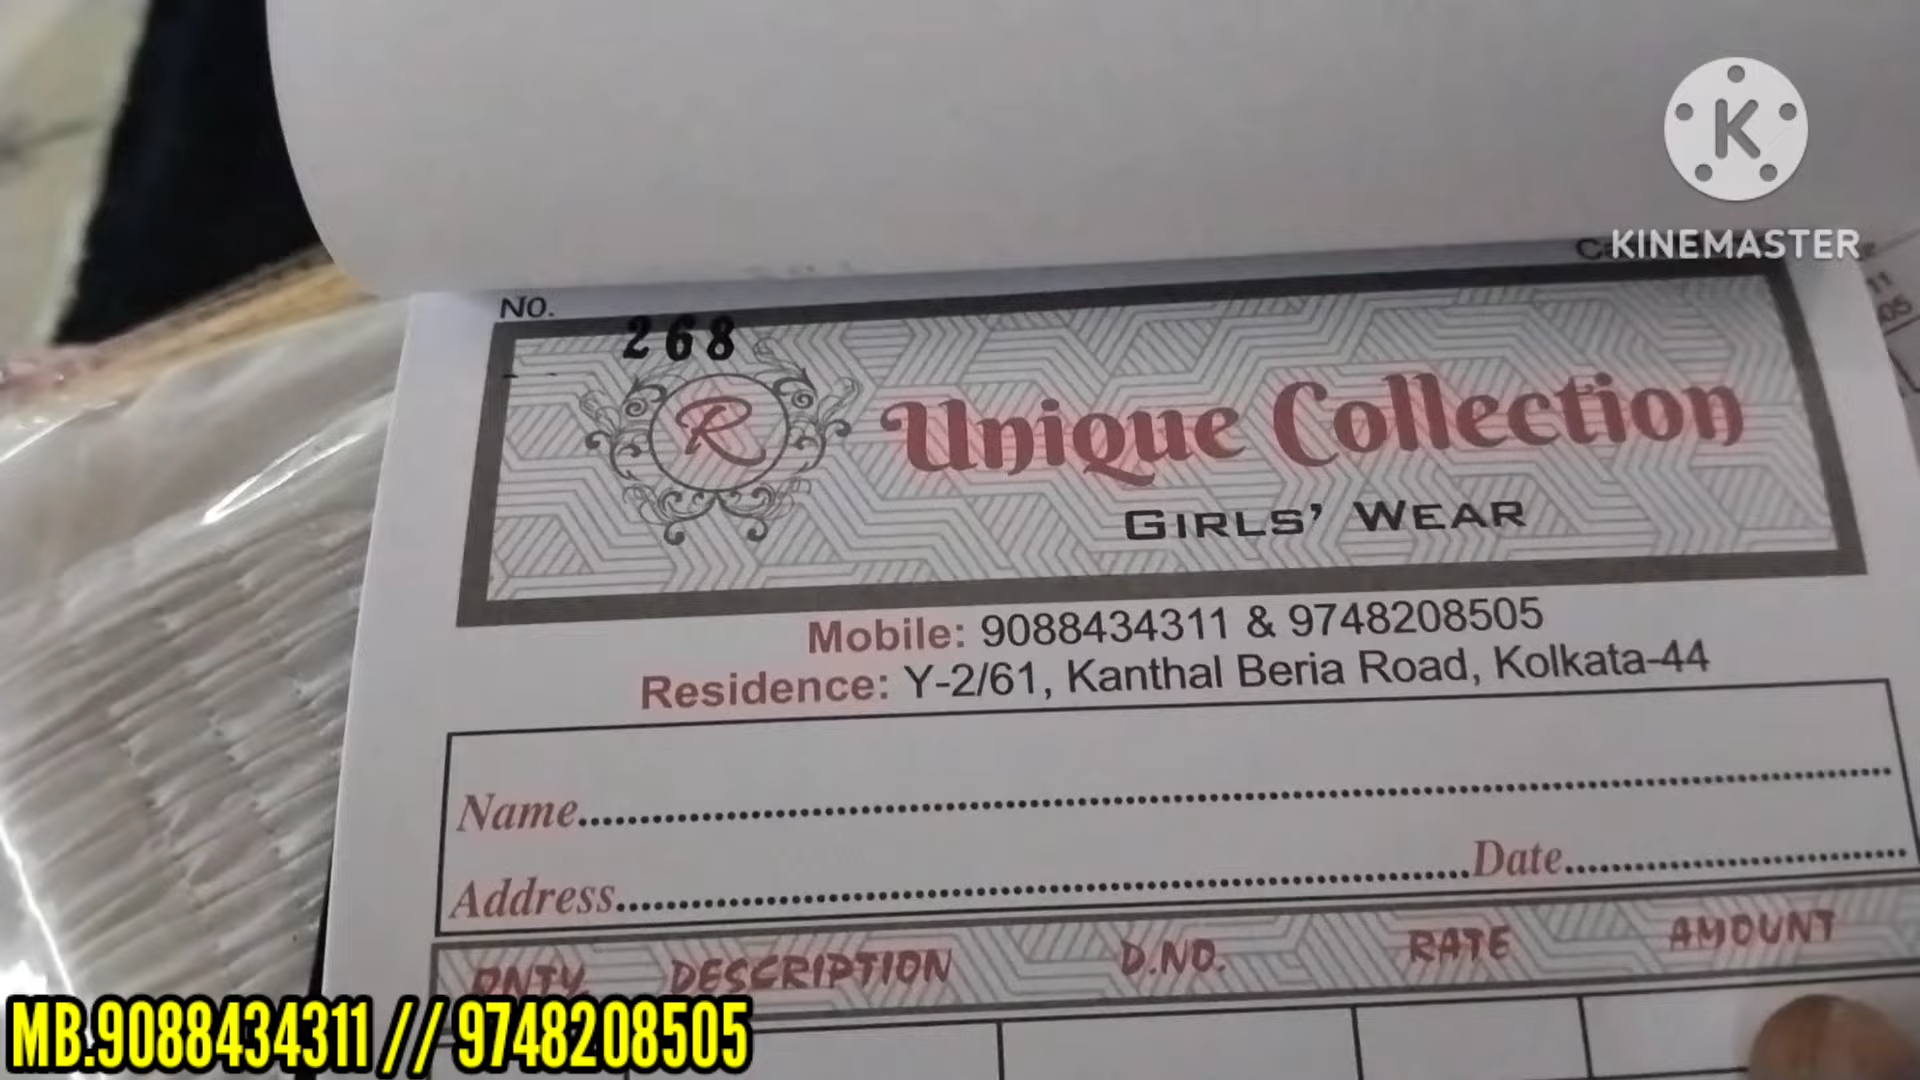 K
KINEMASTER
NO.
268
R
Unique Collection
GIRLS' WEAR
Mobile: 9088434311 & 9748208505
Residence: Y-2/61, Kanthal Beria Road, Kolkata-44
Name
Address Date
QNTY. DESCRIPTION D.NO. RATE AMOUNT
MB.9088434311 // 9748208505